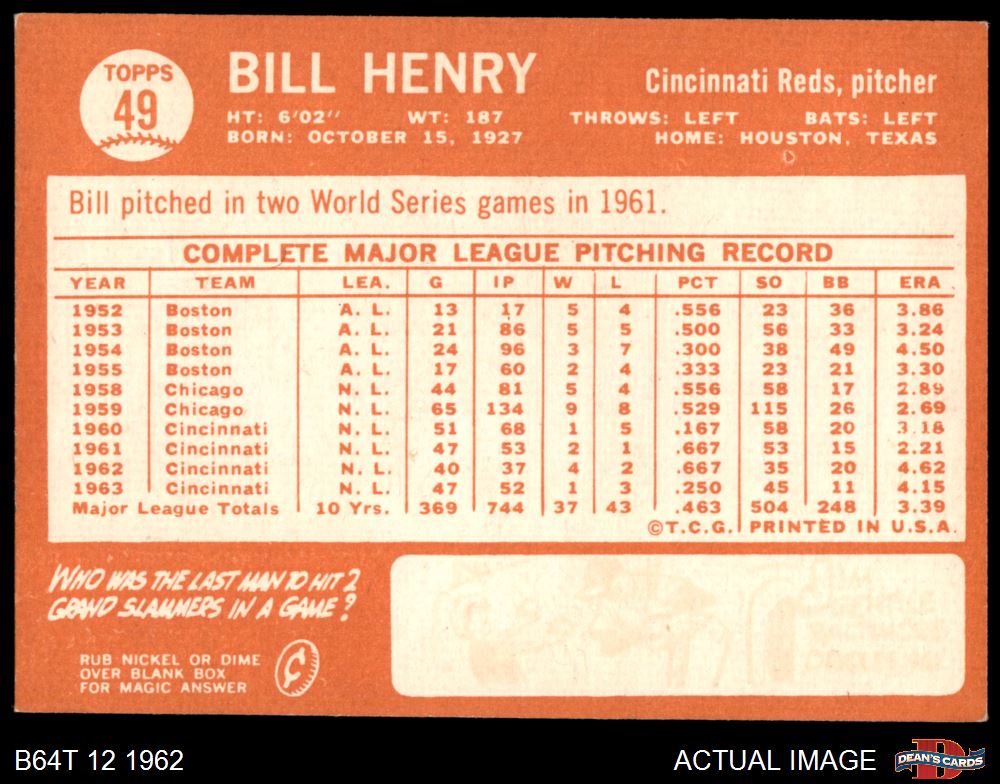 TOPPS
49
BILL HENRY
Cincinnati Reds, pitcher
HT: 6'02" WT: 187 THROWS: LEFT BATS: LEFT
BORN: OCTOBER 15, 1927 HOME: HOUSTON, TEXAS
Bill pitched in two World Series games in 1961.
COMPLETE MAJOR LEAGUE PITCHING RECORD
YEAR TEAM LEA. G IP W L PCT SO BB ERA
1952 Boston A. L. 13 17 5 4 .556 23 36 3.86
1953 Boston A. L. 21 86 5 5 .500 56 33 3.24
1954 Boston A. L. 24 96 3 7 .300 38 49 4.50
1955 Boston A. L. 17 60 2 4 .333 23 21 3.30
1958 Chicago N. L. 44 81 5 4 .556 58 17 2.89
1959 Chicago N. L. 65 134 9 8 .529 115 26 2.69
1960 Cincinnati N. L. 51 68 1 5 .167 58 20 3.18
1961 Cincinnati N. L. 47 53 2 1 .667 53 15 2.21
1962 Cincinnati N. L. 40 37 4 2 .667 35 20 4.62
1963 Cincinnati N. L. 47 52 1 3 .250 45 11 4.15
Major League Totals 10 Yrs. 369 744 37 43 .463 504 248 3.39
©T.C.G. PRINTED IN U.S.A.
WHO WAS THE LAST MAN TO HIT 2
GRAND SLAMMERS IN A GAME?
RUB NICKEL OR DIME
OVER BLANK BOX
FOR MAGIC ANSWER
B64T 12 1962 ACTUAL IMAGE
DEAN'S CARDS